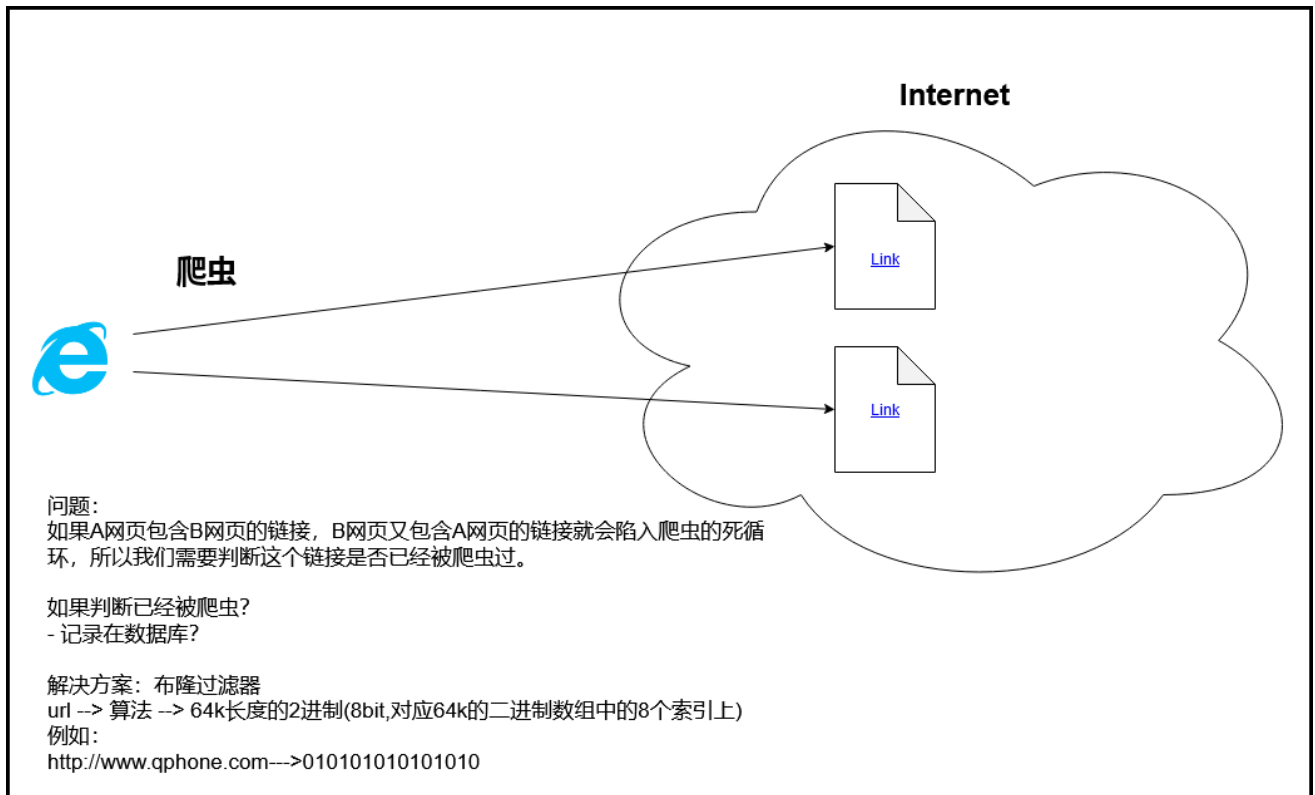 Internet
爬虫
Link
Link
问题：
如果A网页包含B网页的链接，B网页又包含A网页的链接就会陷入爬虫的死循
环，所以我们需要判断这个链接是否已经被爬虫过。
如果判断已经被爬虫？
- 记录在数据库？
解决方案：布隆过滤器
url --> 算法 --> 64k长度的2进制(8bit,对应64k的二进制数组中的8个索引上)
例如：
http://www.qphone.com--->010101010101010